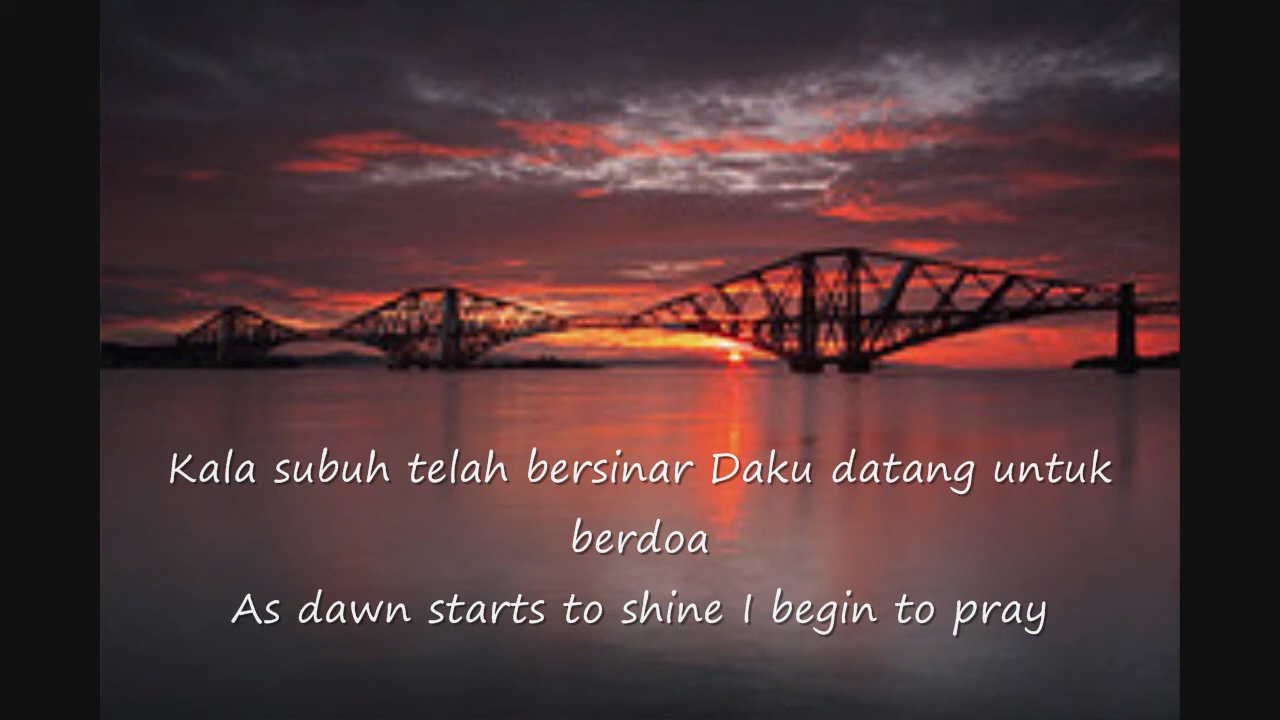 Kala subuh telah bersinar Daku datang untuk
berdoa
As dawn starts to shine I begin to pray